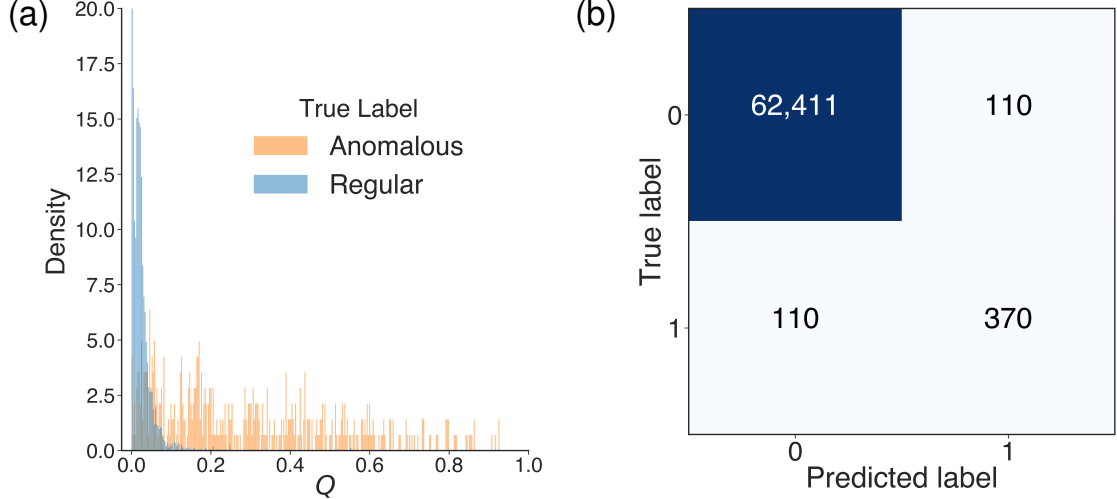 (a)
20.0
17.5
15.0
12.5
10.0
7.5
5.0
2.5
0.0
Density
0.0 0.2 0.4 0.6 0.8 1.0
Q
True Label
Anomalous
Regular
(b)
True label
0
1
62,411 110
110 370
0 1
Predicted label